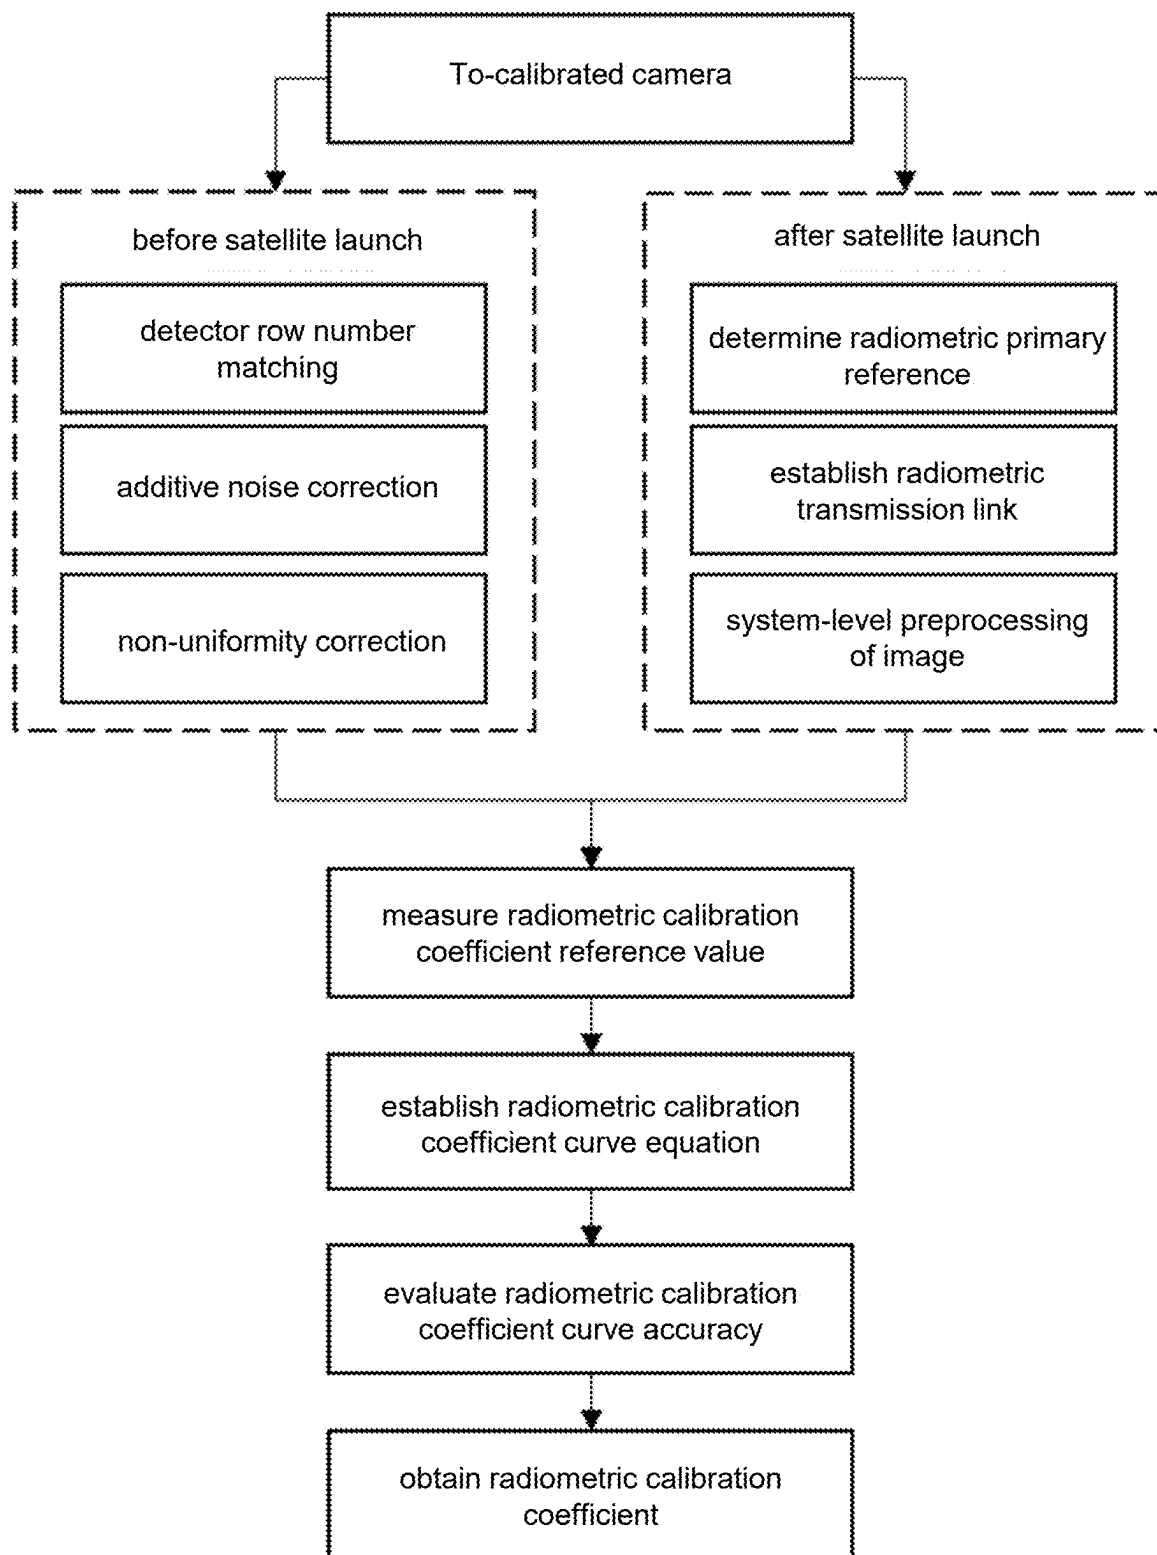 To-calibrated camera
before satellite launch
detector row number
matching
additive noise correction
non-uniformity correction
after satellite launch
determine radiometric primary
reference
establish radiometric
transmission link
system-level preprocessing
of image
measure radiometric calibration
coefficient reference value
establish radiometric calibration
coefficient curve equation
evaluate radiometric calibration
coefficient curve accuracy
obtain radiometric calibration
coefficient